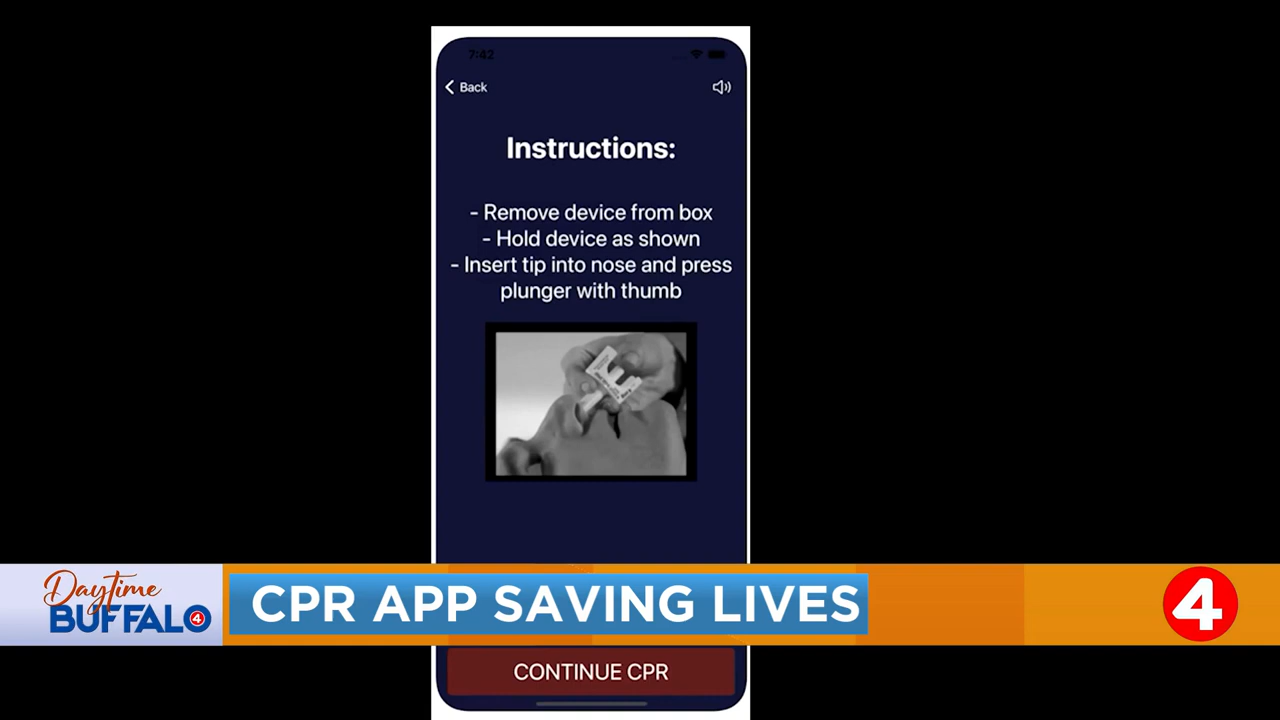 7:42
Back
Instructions:
- Remove device from box
- Hold device as shown
- Insert tip into nose and press
plunger with thumb
Daytime
BUFFALO 4
CPR APP SAVING LIVES
4
CONTINUE CPR